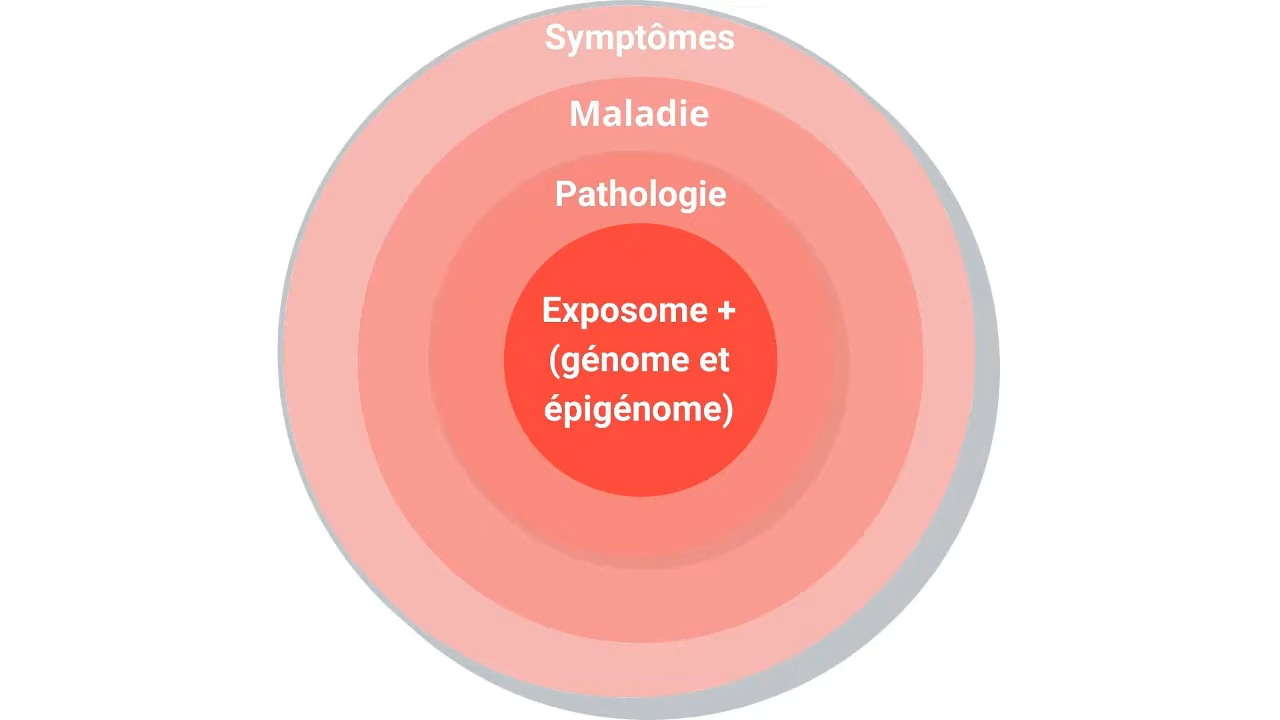 Symptômes
Maladie
Pathologie
Exposome +
(génome et
épigénome)